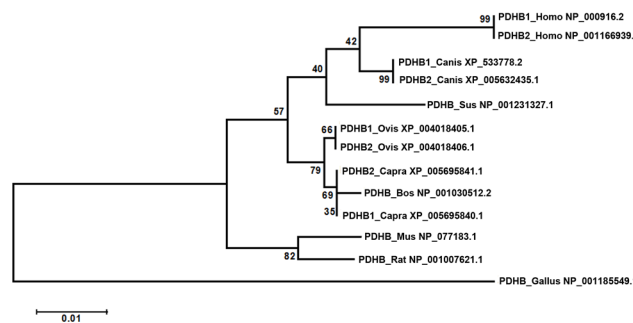 99
PDHB1_Homo NP_000916.2
PDHB2_Homo NP_001166939.
42
PDHB1_Canis XP_533778.2
99
PDHB2_Canis XP_005632435.1
40
PDHB_Sus NP_001231327.1
57
66
PDHB1_Ovis XP_004018405.1
PDHB2_Ovis XP_004018406.1
79
PDHB2_Capra XP_005695841.1
69
PDHB_Bos NP_001030512.2
35
PDHB1_Capra XP_005695840.1
PDHB_Mus NP_077183.1
82
PDHB_Rat NP_001007621.1
PDHB_Gallus NP_001185549.
0.01